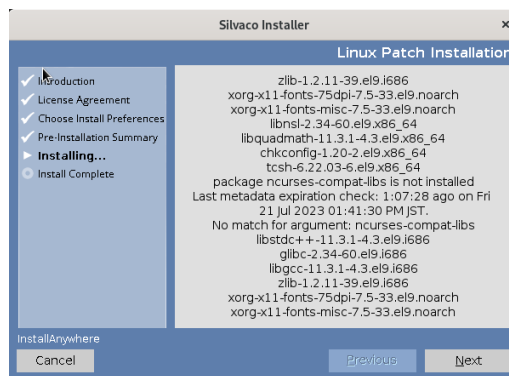 Silvaco Installer
Linux Patch Installation
Introduction
License Agreement
Choose Install Preferences
Pre-Installation Summary
Installing...
Install Complete
zlib-1.2.11-39.el9.i686
xorg-x11-fonts-75dpi-7.5-33.el9.noarch
xorg-x11-fonts-misc-7.5-33.el9.noarch
libnsl-2.34-60.el9.x86_64
libquadmath-11.3.1-4.3.el9.x86_64
chkconfig-1.20-2.el9.x86_64
tcsh-6.22.03-6.el9.x86_64
package ncurses-compat-libs is not installed
Last metadata expiration check: 1:07:28 ago on Fri
21 Jul 2023 01:41:30 PM JST.
No match for argument: ncurses-compat-libs
libstdc++-11.3.1-4.3.el9.i686
glibc-2.34-60.el9.i686
libgcc-11.3.1-4.3.el9.i686
zlib-1.2.11-39.el9.i686
xorg-x11-fonts-75dpi-7.5-33.el9.noarch
xorg-x11-fonts-misc-7.5-33.el9.noarch
InstallAnywhere
Cancel
Previous
Next